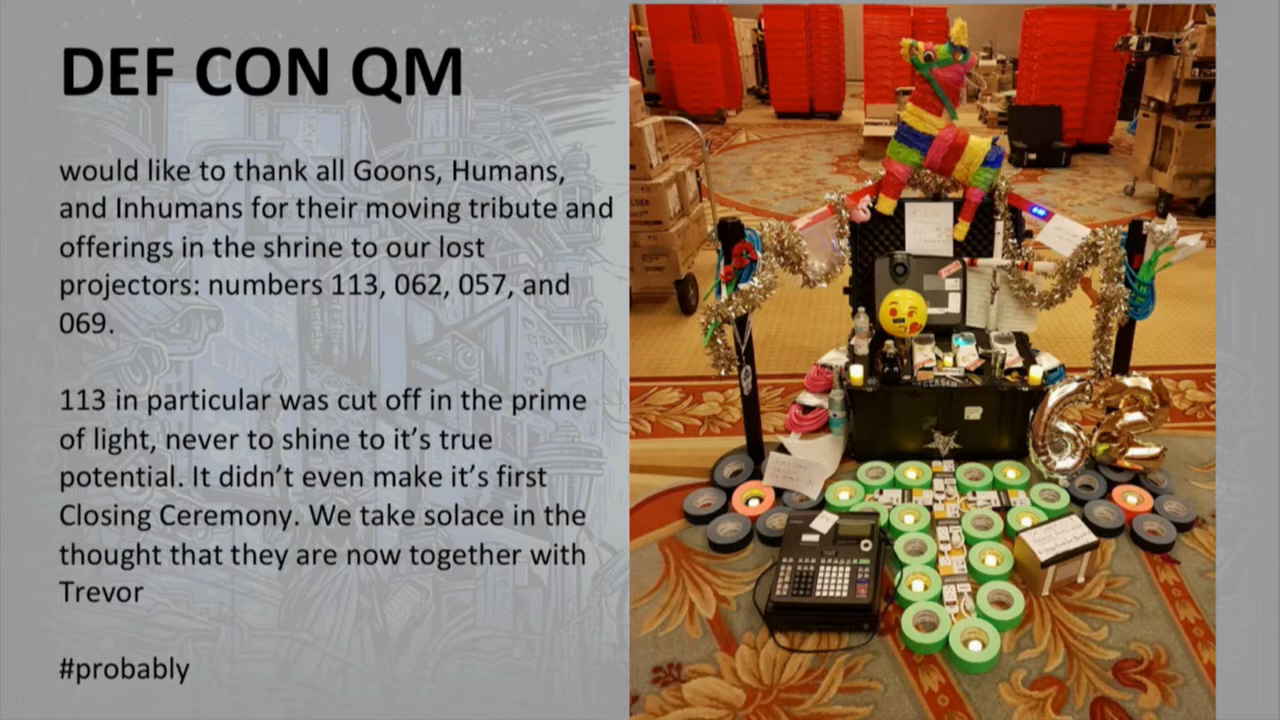 DEF CON QM
would like to thank all Goons, Humans,
and Inhumans for their moving tribute and
offerings in the shrine to our lost
projectors: numbers 113, 062, 057, and
069.
113 in particular was cut off in the prime
of light, never to shine to it’s true
potential. It didn’t even make it’s first
Closing Ceremony. We take solace in the
thought that they are now together with
Trevor
#probably
62